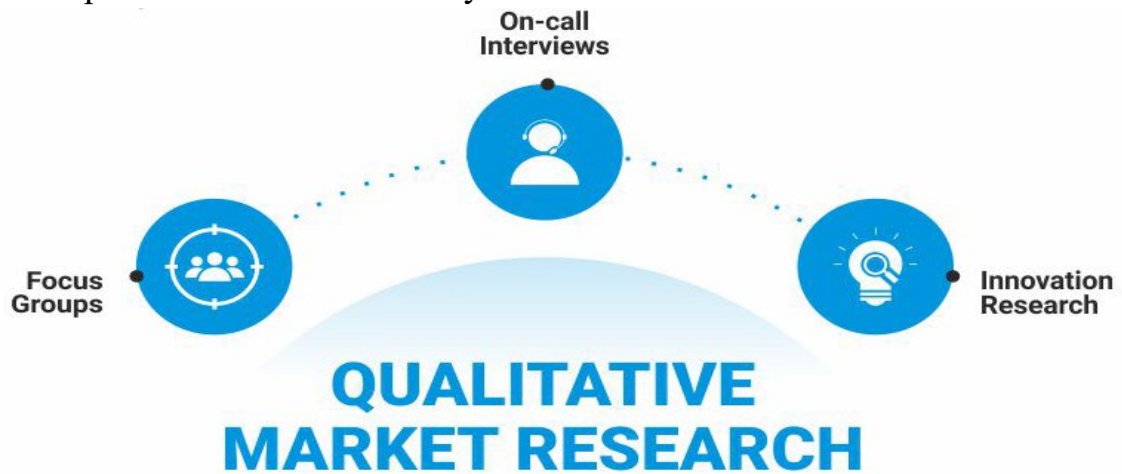 On-call
Interviews
Focus
Groups
Innovation
Research
QUALITATIVE
MARKET RESEARCH